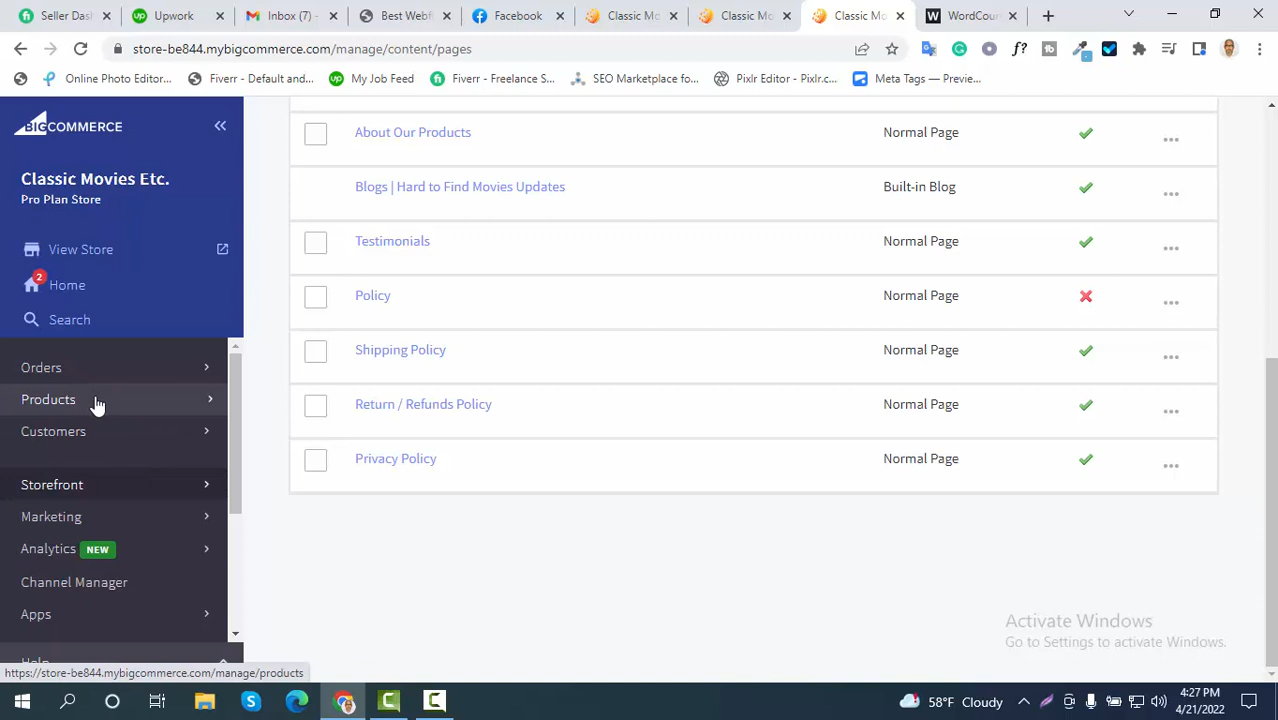 Seller Dash
Upwork
Inbox (7) -
Best Webf
Facebook
Classic Mo
Classic Mo
Classic Mo
WordCoun
store-be844.mybigcommerce.com/manage/content/pages
Online Photo Editor...
Fiverr - Default and...
My Job Feed
Fiverr - Freelance S...
SEO Marketplace for...
Pixlr Editor - Pixlr.c...
Meta Tags — Preview...
BIGCOMMERCE
Classic Movies Etc.
Pro Plan Store
View Store
2
Home
Search
Orders
Products
Customers
Storefront
Marketing
Analytics NEW
Channel Manager
Apps
Help
About Our Products Normal Page
Blogs | Hard to Find Movies Updates Built-in Blog
Testimonials Normal Page
Policy Normal Page
Shipping Policy Normal Page
Return / Refunds Policy Normal Page
Privacy Policy Normal Page
Activate Windows
Go to Settings to activate Windows.
https://store-be844.mybigcommerce.com/manage/products
58°F Cloudy
4:27 PM
4/21/2022